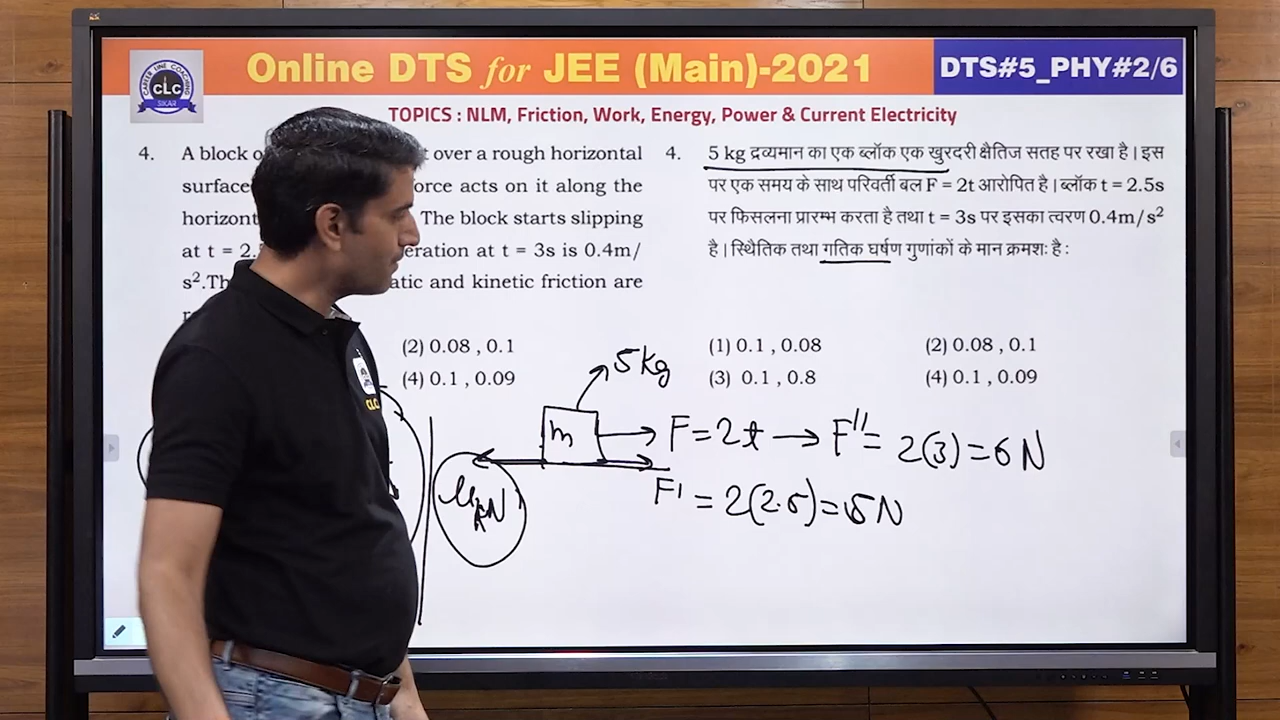 Online DTS for JEE (Main)-2021
DTS#5_PHY#2/6
CAREER LINE COACHING
CLC
SIKAR
TOPICS : NLM, Friction, Work, Energy, Power & Current Electricity
4. A block over a rough horizontal
surface acts on it along the
The block starts slipping
at t = at t = 3s is 0.4m/
s². and kinetic friction are
(2) 0.08 , 0.1
(4) 0.1 , 0.09
4. 5 kg द्रव्यमान का एक ब्लॉक एक खुरदरी क्षैतिज सतह पर रखा है। इस
पर एक समय के साथ परिवर्ती बल F = 2t आरोपित है। ब्लॉक t = 2.5s
पर फिसलना प्रारम्भ करता है तथा t = 3s पर इसका त्वरण 0.4m/s²
है। स्थितिक तथा गतिक घर्षण गुणांकों के मान क्रमशः है :
(1) 0.1 , 0.08 (2) 0.08 , 0.1
(3) 0.1 , 0.8 (4) 0.1 , 0.09
5kg
m
F = 2t → F'' = 2(3) = 6 N
μkN
F' = 2(2.5) = 5 N
CLC